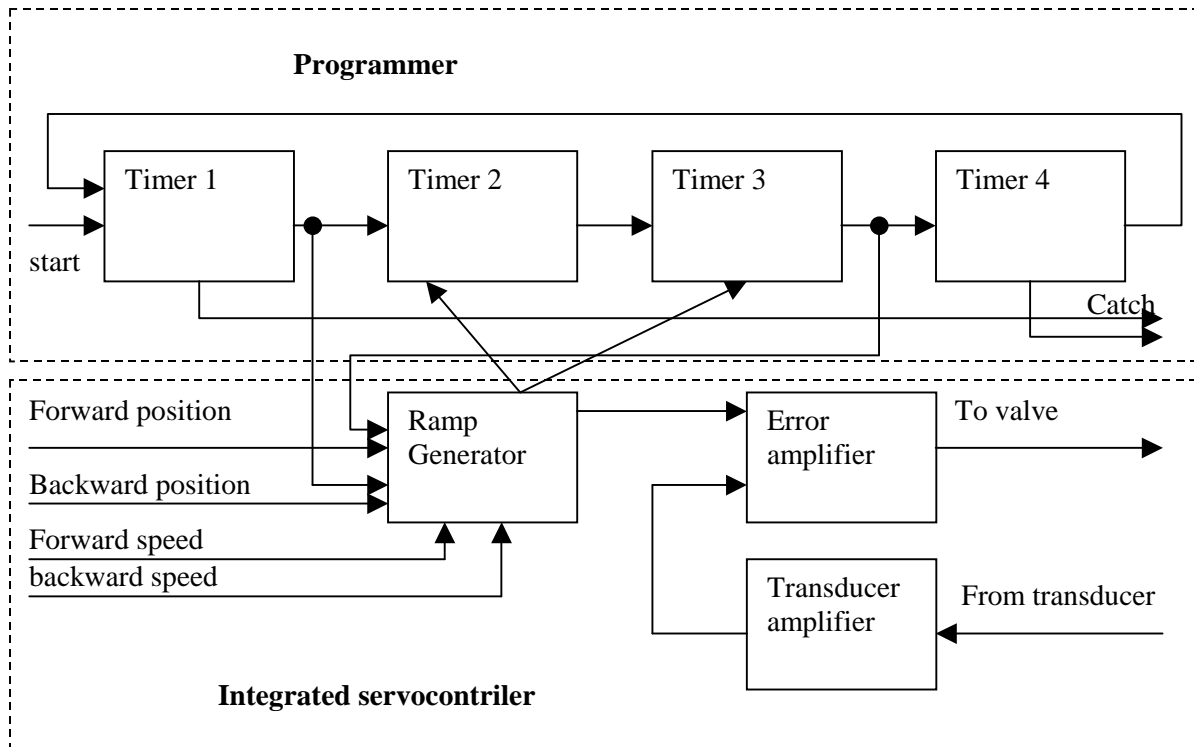 Programmer
Timer 1
Timer 2
Timer 3
Timer 4
start
Catch
Forward position
Backward position
Forward speed
backward speed
Ramp
Generator
Error
amplifier
To valve
Transducer
amplifier
From transducer
Integrated servocontriler